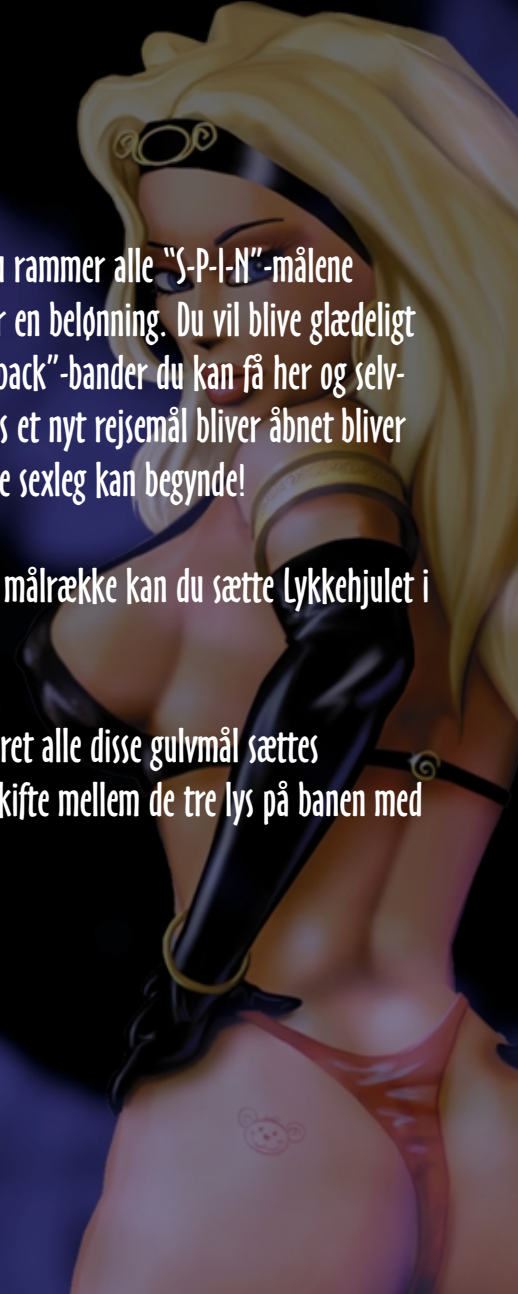 u rammer alle “S-P-I-N”-målene
r en belønning. Du vil blive glædeligt
back”-bander du kan få her og selv-
s et nyt rejsemål bliver åbnet bliver
e sexleg kan begynde!
målrække kan du sætte Lykkehjulet i
ret alle disse gulvmål sættes
kifte mellem de tre lys på banen med